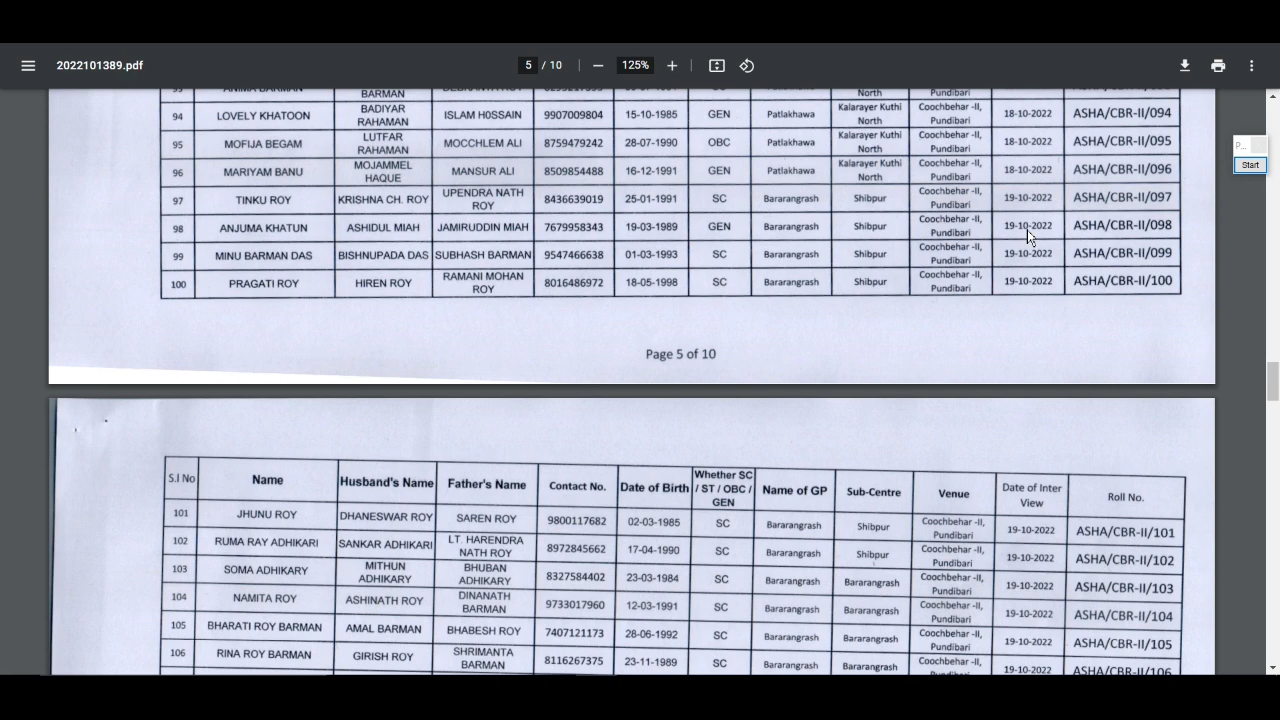 2022101389.pdf 5 / 10 125%
P... Start
BARMAN North Pundibari
94 LOVELY KHATOON BADIYAR RAHAMAN ISLAM H0SSAIN 9907009804 15-10-1985 GEN Patlakhawa Kalarayer Kuthi North Coochbehar -II, Pundibari 18-10-2022 ASHA/CBR-II/094
95 MOFIJA BEGAM LUTFAR RAHAMAN MOCCHLEM ALI 8759479242 28-07-1990 OBC Patlakhawa Kalarayer Kuthi North Coochbehar -II, Pundibari 18-10-2022 ASHA/CBR-II/095
96 MARIYAM BANU MOJAMMEL HAQUE MANSUR ALI 8509854488 16-12-1991 GEN Patlakhawa Kalarayer Kuthi North Coochbehar -II, Pundibari 18-10-2022 ASHA/CBR-II/096
97 TINKU ROY KRISHNA CH. ROY UPENDRA NATH ROY 8436639019 25-01-1991 SC Bararangrash Shibpur Coochbehar -II, Pundibari 19-10-2022 ASHA/CBR-II/097
98 ANJUMA KHATUN ASHIDUL MIAH JAMIRUDDIN MIAH 7679958343 19-03-1989 GEN Bararangrash Shibpur Coochbehar -II, Pundibari 19-10-2022 ASHA/CBR-II/098
99 MINU BARMAN DAS BISHNUPADA DAS SUBHASH BARMAN 9547466638 01-03-1993 SC Bararangrash Shibpur Coochbehar -II, Pundibari 19-10-2022 ASHA/CBR-II/099
100 PRAGATI ROY HIREN ROY RAMANI MOHAN ROY 8016486972 18-05-1998 SC Bararangrash Shibpur Coochbehar -II, Pundibari 19-10-2022 ASHA/CBR-II/100
Page 5 of 10
S.l No Name Husband's Name Father's Name Contact No. Date of Birth Whether SC / ST / OBC / GEN Name of GP Sub-Centre Venue Date of Inter View Roll No.
101 JHUNU ROY DHANESWAR ROY SAREN ROY 9800117682 02-03-1985 SC Bararangrash Shibpur Coochbehar -II, Pundibari 19-10-2022 ASHA/CBR-II/101
102 RUMA RAY ADHIKARI SANKAR ADHIKARI LT. HARENDRA NATH ROY 8972845662 17-04-1990 SC Bararangrash Shibpur Coochbehar -II, Pundibari 19-10-2022 ASHA/CBR-II/102
103 SOMA ADHIKARY MITHUN ADHIKARY BHUBAN ADHIKARY 8327584402 23-03-1984 SC Bararangrash Bararangrash Coochbehar -II, Pundibari 19-10-2022 ASHA/CBR-II/103
104 NAMITA ROY ASHINATH ROY DINANATH BARMAN 9733017960 12-03-1991 SC Bararangrash Bararangrash Coochbehar -II, Pundibari 19-10-2022 ASHA/CBR-II/104
105 BHARATI ROY BARMAN AMAL BARMAN BHABESH ROY 7407121173 28-06-1992 SC Bararangrash Bararangrash Coochbehar -II, Pundibari 19-10-2022 ASHA/CBR-II/105
106 RINA ROY BARMAN GIRISH ROY SHRIMANTA BARMAN 8116267375 23-11-1989 SC Bararangrash Bararangrash Coochbehar -II, Pundibari 19-10-2022 ASHA/CBR-II/106